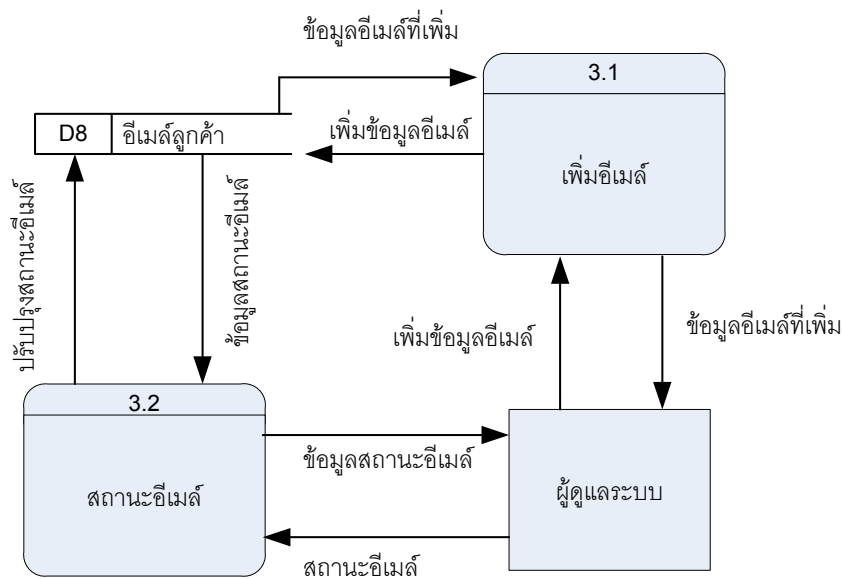 ข้อมูลอีเมล์ที่เพิ่ม
3.1
D8 อีเมล์ลูกค้า
เพิ่มข้อมูลอีเมล์
เพิ่มอีเมล์
ปรับปรุงสถานะอีเมล์
ข้อมูลสถานะอีเมล์
เพิ่มข้อมูลอีเมล์
ข้อมูลอีเมล์ที่เพิ่ม
3.2
ข้อมูลสถานะอีเมล์
สถานะอีเมล์
ผู้ดูแลระบบ
สถานะอีเมล์